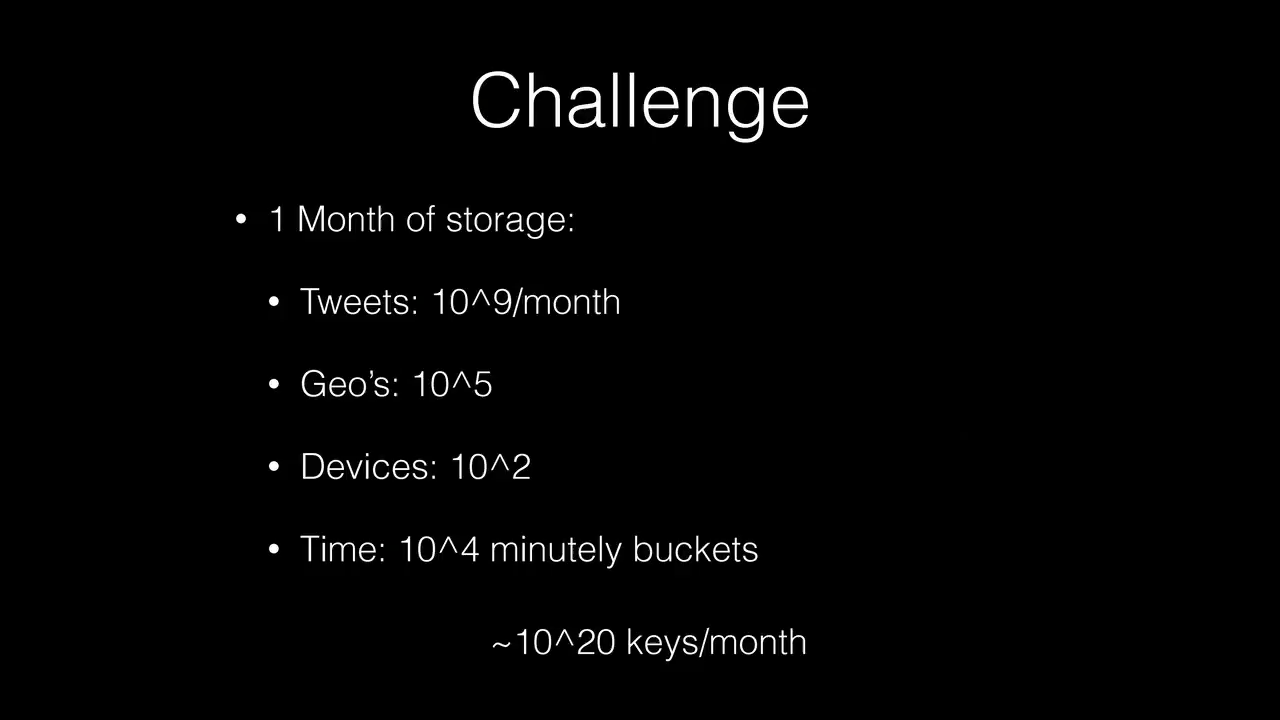 Challenge
• 1 Month of storage:
• Tweets: 10^9/month
• Geo’s: 10^5
• Devices: 10^2
• Time: 10^4 minutely buckets
~10^20 keys/month